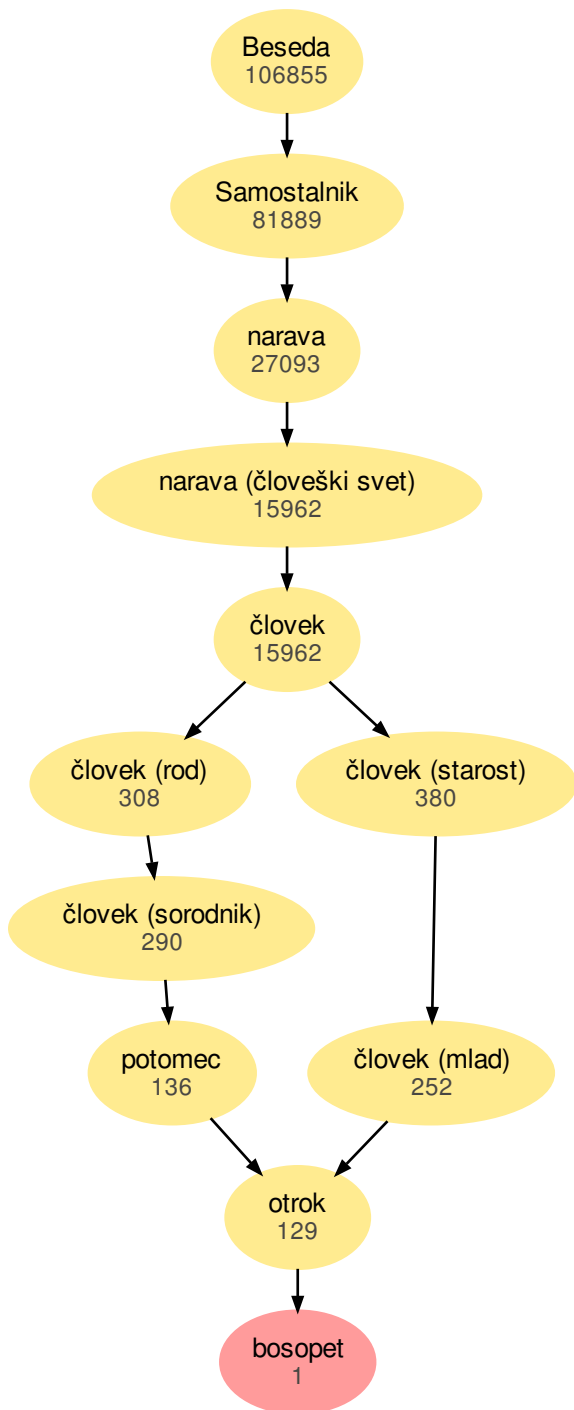 Beseda
106855
Samostalnik
81889
narava
27093
narava (človeški svet)
15962
človek
15962
človek (rod)
308
človek (starost)
380
človek (sorodnik)
290
potomec
136
človek (mlad)
252
otrok
129
bosopet
1